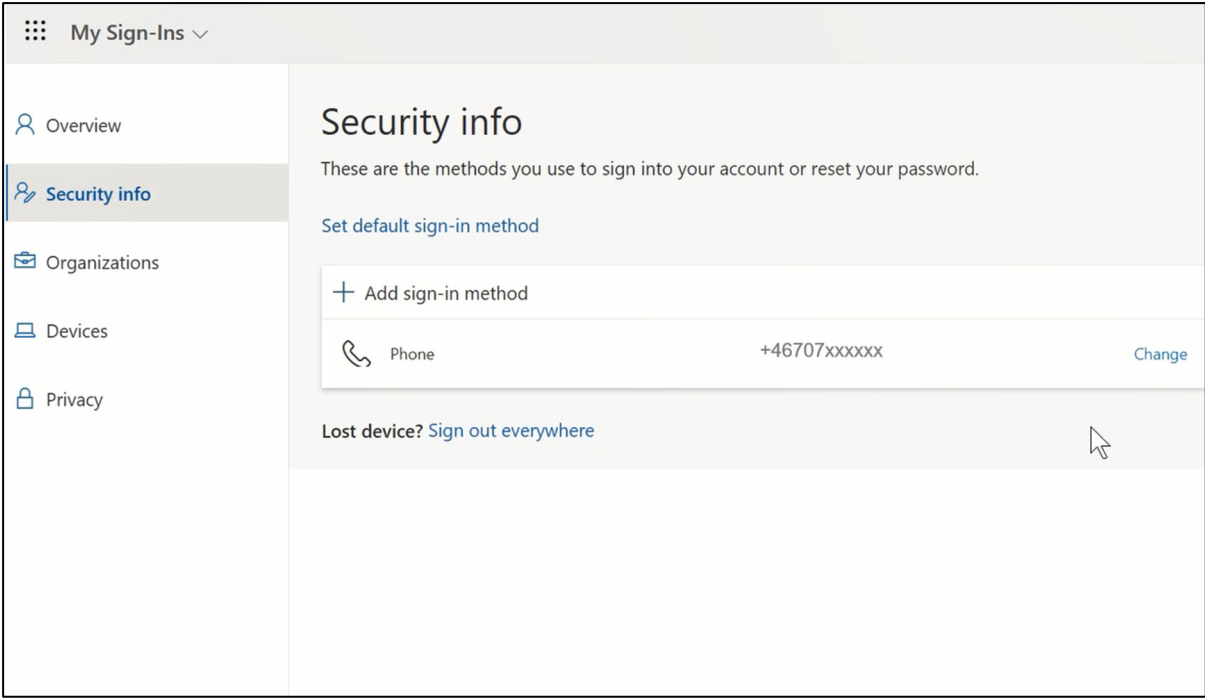 My Sign-Ins
Overview
Security info
Organizations
Devices
Privacy
Security info
These are the methods you use to sign into your account or reset your password.
Set default sign-in method
Add sign-in method
Phone +46707xxxxxx Change
Lost device? Sign out everywhere